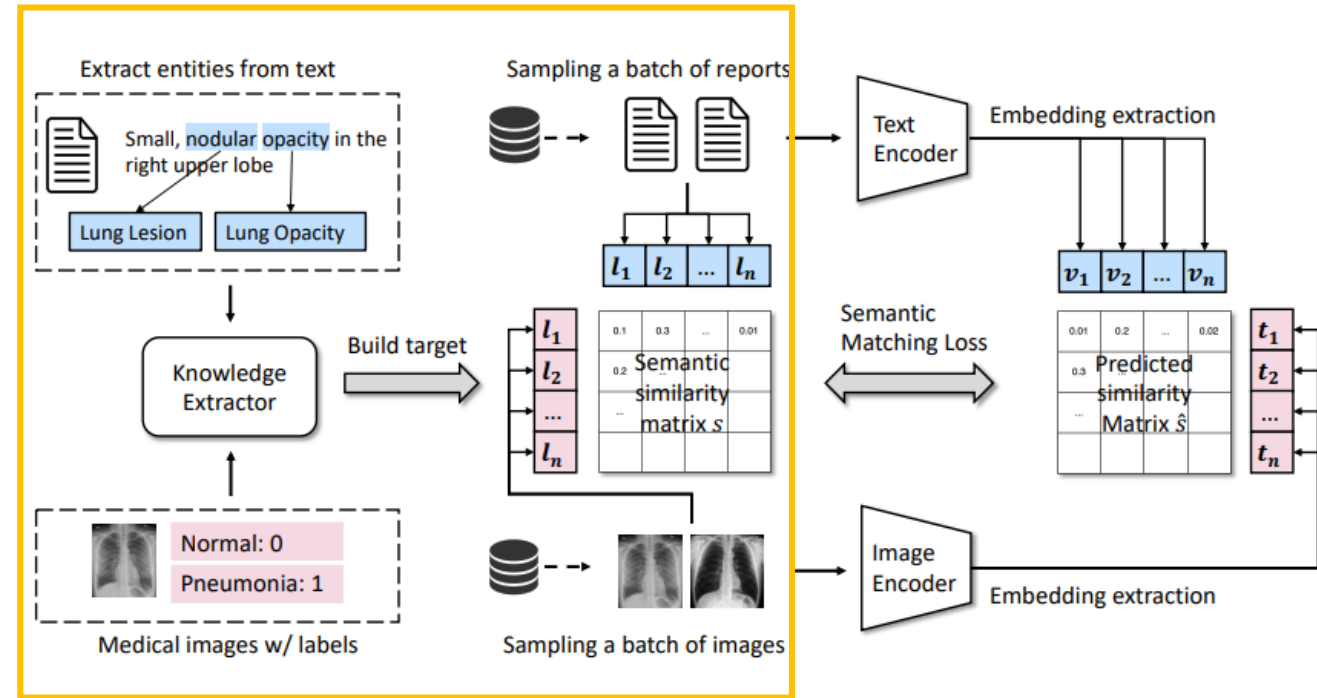 Extract entities from text
Small, nodular opacity in the
right upper lobe
Lung Lesion
Lung Opacity
Knowledge
Extractor
Normal: 0
Pneumonia: 1
Medical images w/ labels
Build target
Sampling a batch of reports
l₁ l₂ ... lₙ
l₁
l₂
...
lₙ
0.1 0.3 ... 0.01
0.2 ...
...
Semantic
similarity
matrix s
Sampling a batch of images
Text
Encoder
Embedding extraction
v₁ v₂ ... vₙ
Semantic
Matching Loss
0.01 0.2 ... 0.02
0.3 ...
...
Predicted
similarity
Matrix ŝ
t₁
t₂
...
tₙ
Image
Encoder
Embedding extraction